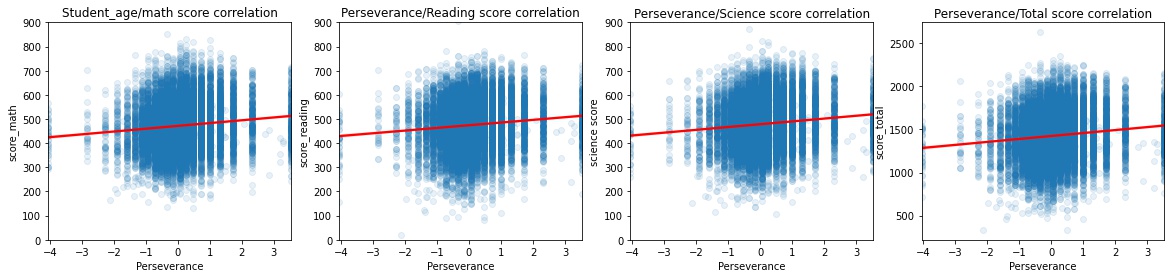 Student_age/math score correlation
score_math
900
800
700
600
500
400
300
200
100
0
−4 −3 −2 −1 0 1 2 3
Perseverance
Perseverance/Reading score correlation
score_reading
900
800
700
600
500
400
300
200
100
0
−4 −3 −2 −1 0 1 2 3
Perseverance
Perseverance/Science score correlation
science score
900
800
700
600
500
400
300
200
100
0
−4 −3 −2 −1 0 1 2 3
Perseverance
Perseverance/Total score correlation
score_total
2500
2000
1500
1000
500
−4 −3 −2 −1 0 1 2 3
Perseverance